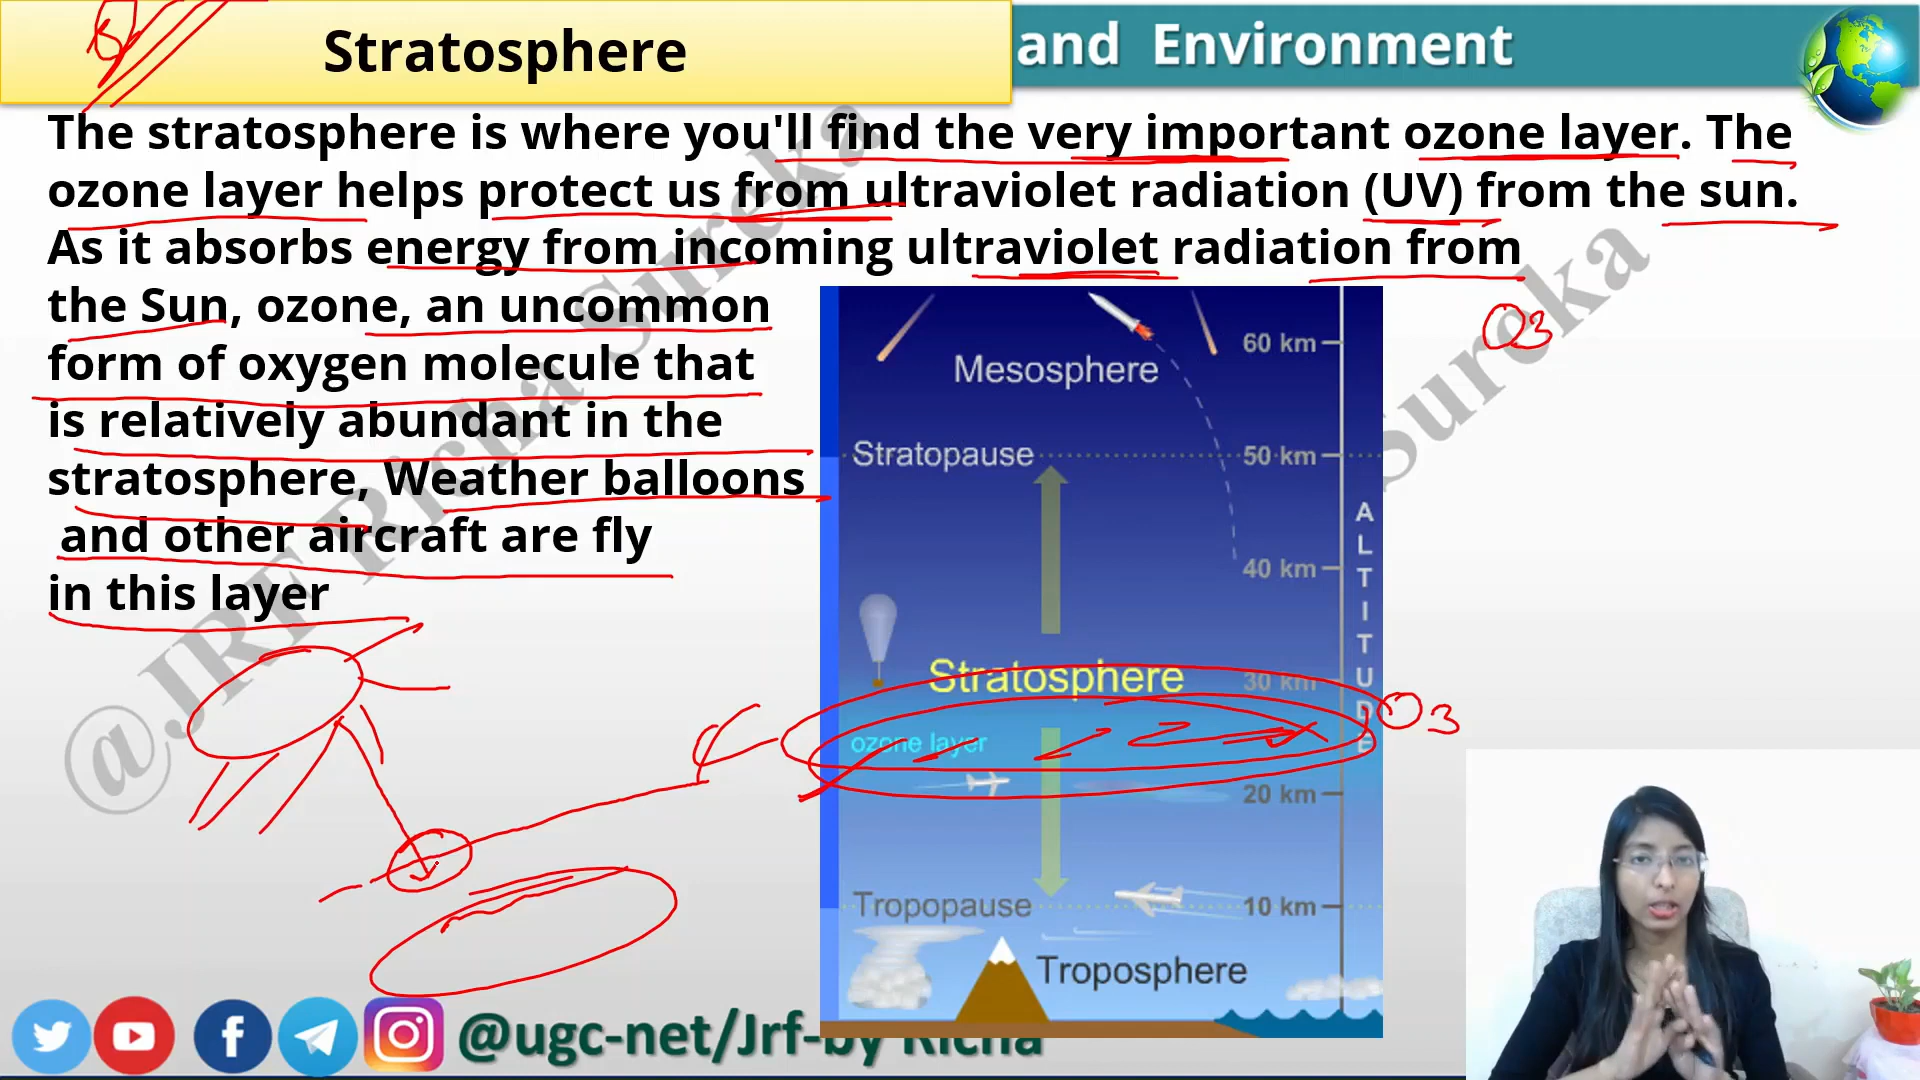 Stratosphere
and Environment
The stratosphere is where you'll find the very important ozone layer. The
ozone layer helps protect us from ultraviolet radiation (UV) from the sun.
As it absorbs energy from incoming ultraviolet radiation from
the Sun, ozone, an uncommon
form of oxygen molecule that
is relatively abundant in the
stratosphere, Weather balloons
and other aircraft are fly
in this layer
O3
60 km
Mesosphere
Stratopause
50 km
40 km
ALTITUDE
Stratosphere
30 km
O3
ozone layer
20 km
Tropopause
10 km
Troposphere
@JRF Richa Sureka
Sureka
@ugc-net/Jrf-by Richa